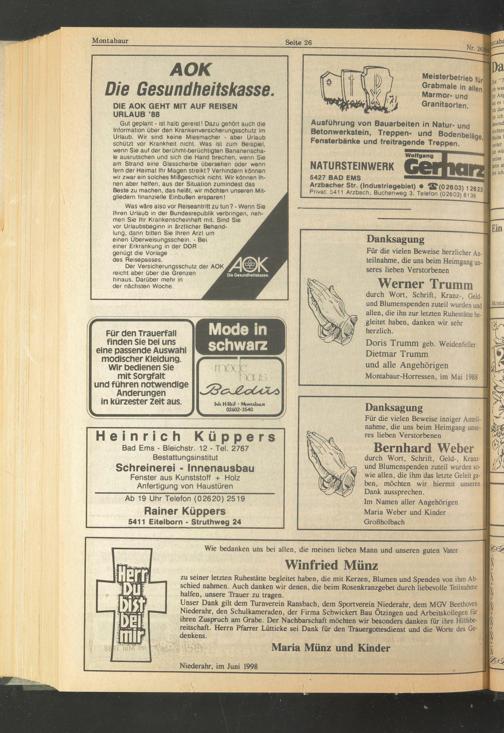 Montabaur
Seite 26
AOK
Die Gesundheitskasse.
DIE AOK GEHT MIT AUF REISEN
URLAUB '88
Gut geplant - ist halb gereist! Dazu gehört auch die
Information über den Krankenversicherungsschutz im
Urlaub. Wir sind keine Miesmacher - aber Urlaub
schützt vor Krankheit nicht. Was ist zum Beispiel,
wenn Sie auf der berühmt-berüchtigten Bananenscha-
le ausrutschen und sich die Hand brechen, wenn Sie
am Strand eine Glasscherbe übersehen oder wenn
fern der Heimat Ihr Magen streikt? Verhindern können
wir zwar ein solches Mißgeschick nicht. Wir können Ih-
nen aber helfen, aus der Situation zumindest das
Beste zu machen, das heißt, wir möchten unseren Mit-
gliedern finanzielle Einbußen ersparen!
Was wäre also vor Reiseantritt zu tun? - Wenn Sie
Ihren Urlaub in der Bundesrepublik verbringen, neh-
men Sie Ihr Krankenscheinheft mit. Sind Sie
vor Urlaubsbeginn in ärztlicher Behand-
lung, dann bitten Sie Ihren Arzt um
einen Überweisungsschein. - Bei
einer Erkrankung in der DDR
genügt die Vorlage
des Reisepasses.
Der Versicherungsschutz der AOK
reicht aber über die Grenzen
hinaus. Darüber mehr in
der nächsten Woche.
AOK
Die Gesundheitskasse
Meisterbetrieb für
Grabmale in allen
Marmor- und
Granitsorten.
Ausführung von Bauarbeiten in Natur- und
Betonwerkstein, Treppen- und Bodenbeläge,
Fensterbänke und freitragende Treppen.
NATURSTEINWERK
Wolfgang
Gerharz
5427 BAD EMS
Arzbacher Str. (Industriegebiet) ● ☎ (02603) 12623
Privat: 5411 Arzbach, Buchenweg 3, Telefon (02603) 8136
Danksagung
Für die vielen Beweise herzlicher An-
teilnahme, die uns beim Heimgang un-
seres lieben Verstorbenen
Werner Trumm
durch Wort, Schrift, Kranz-, Geld-
und Blumenspenden zuteil wurden und
allen, die ihn zur letzten Ruhestätte be-
gleitet haben, danken wir sehr
herzlich.
Doris Trumm geb. Weidenfeller
Dietmar Trumm
und alle Angehörigen
Montabaur-Horressen, im Mai 1988
Für den Trauerfall
finden Sie bei uns
eine passende Auswahl
modischer Kleidung.
Wir bedienen Sie
mit Sorgfalt
und führen notwendige
Änderungen
in kürzester Zeit aus.
Mode in
schwarz
mode
haus
Baldus
02602-3540
Danksagung
Für die vielen Beweise inniger Anteil-
nahme, die uns beim Heimgang unse-
res lieben Verstorbenen
Bernhard Weber
durch Wort, Schrift, Geld-, Kranz-
und Blumenspenden zuteil wurden so-
wie allen, die ihm das letzte Geleit ga-
ben, möchten wir hiermit unseren
Dank aussprechen.
Im Namen aller Angehörigen
Maria Weber und Kinder
Großholbach
Heinrich Küppers
Bad Ems - Bleichstr. 12 - Tel. 2767
Bestattungsinstitut
Schreinerei - Innenausbau
Fenster aus Kunststoff + Holz
Anfertigung von Haustüren
Ab 19 Uhr Telefon (02620) 2519
Rainer Küppers
5411 Eitelborn - Struthweg 24
Herr
Du
bist
bei
mir
Wir bedanken uns bei allen, die meinen lieben Mann und unseren guten Vater
Winfried Münz
zu seiner letzten Ruhestätte begleitet haben, die mit Kerzen, Blumen und Spenden von ihm Ab-
schied nahmen. Auch danken wir denen, die beim Rosenkranzgebet durch liebevolle Teilnahme
halfen, unsere Trauer zu tragen.
Unser Dank gilt dem Turnverein Ransbach, dem Sportverein Niederahr, dem MGV Beethoven
Niederahr, den Schulkameraden, der Firma Schwickert Bau Ötzingen und Arbeitskollegen für
ihren Zuspruch am Grabe. Der Nachbarschaft möchten wir besonders danken für ihre Hilfsbe-
reitschaft. Herrn Pfarrer Lütticke sei Dank für den Trauergottesdienst und die Worte des Ge-
denkens.
Maria Münz und Kinder
Niederahr, im Juni 1998